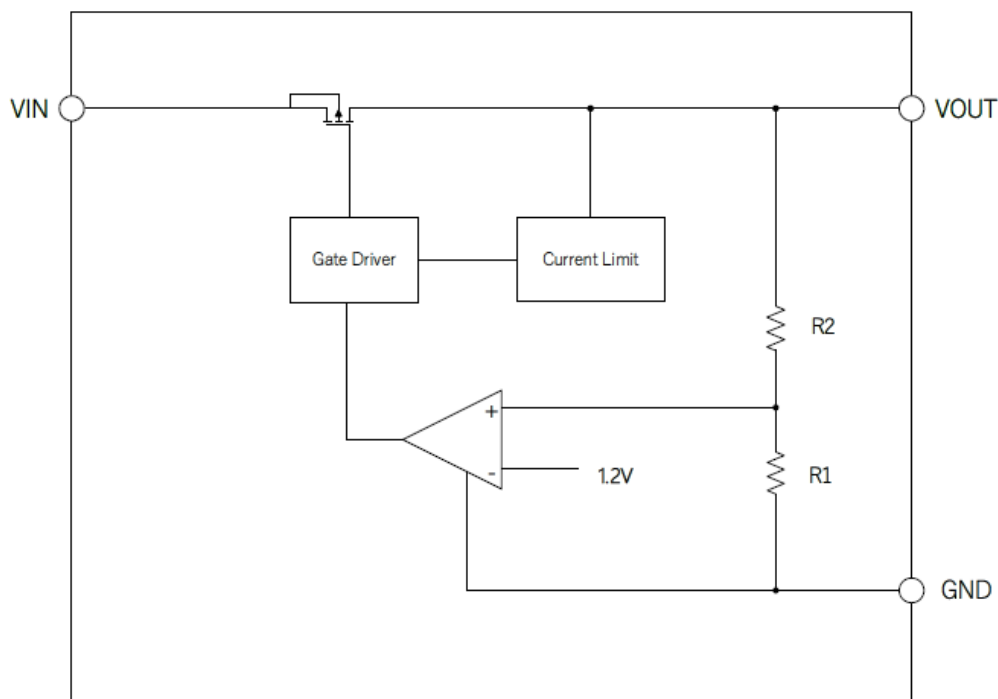 VIN
VOUT
Gate Driver
Current Limit
R2
+
-
1.2V
R1
GND